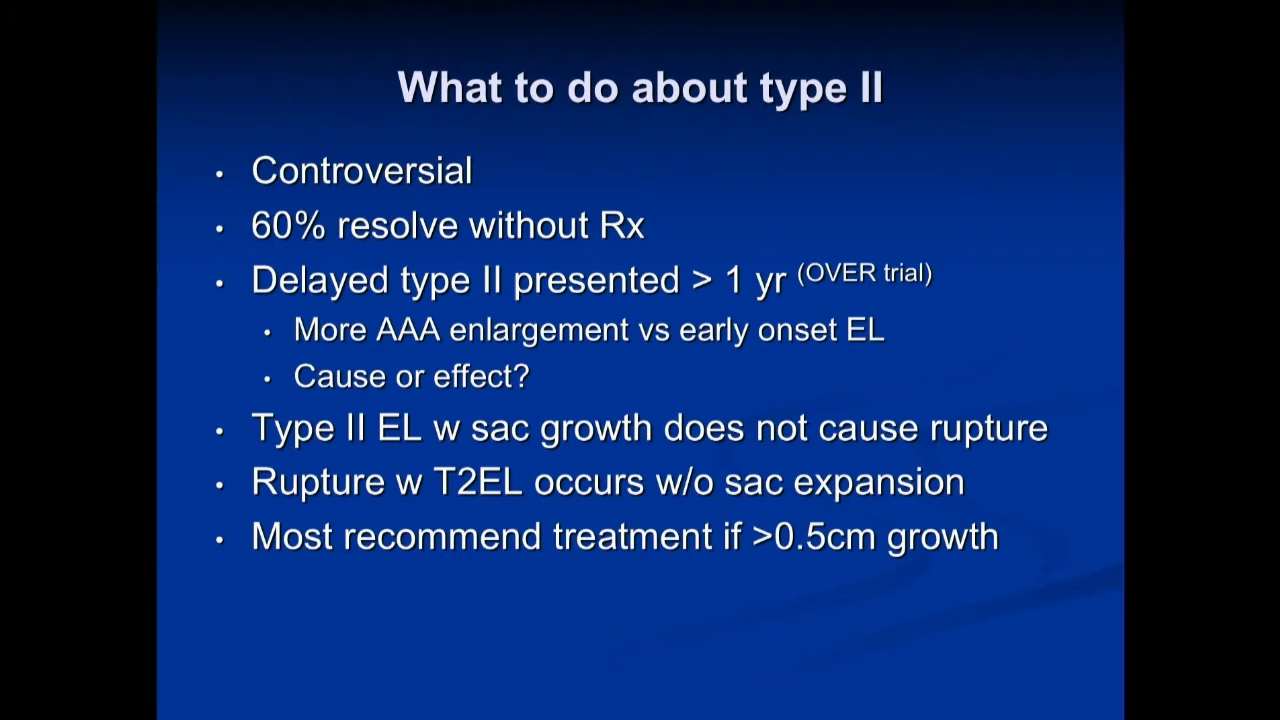 What to do about type II
• Controversial
• 60% resolve without Rx
• Delayed type II presented > 1 yr (OVER trial)
• More AAA enlargement vs early onset EL
• Cause or effect?
• Type II EL w sac growth does not cause rupture
• Rupture w T2EL occurs w/o sac expansion
• Most recommend treatment if >0.5cm growth